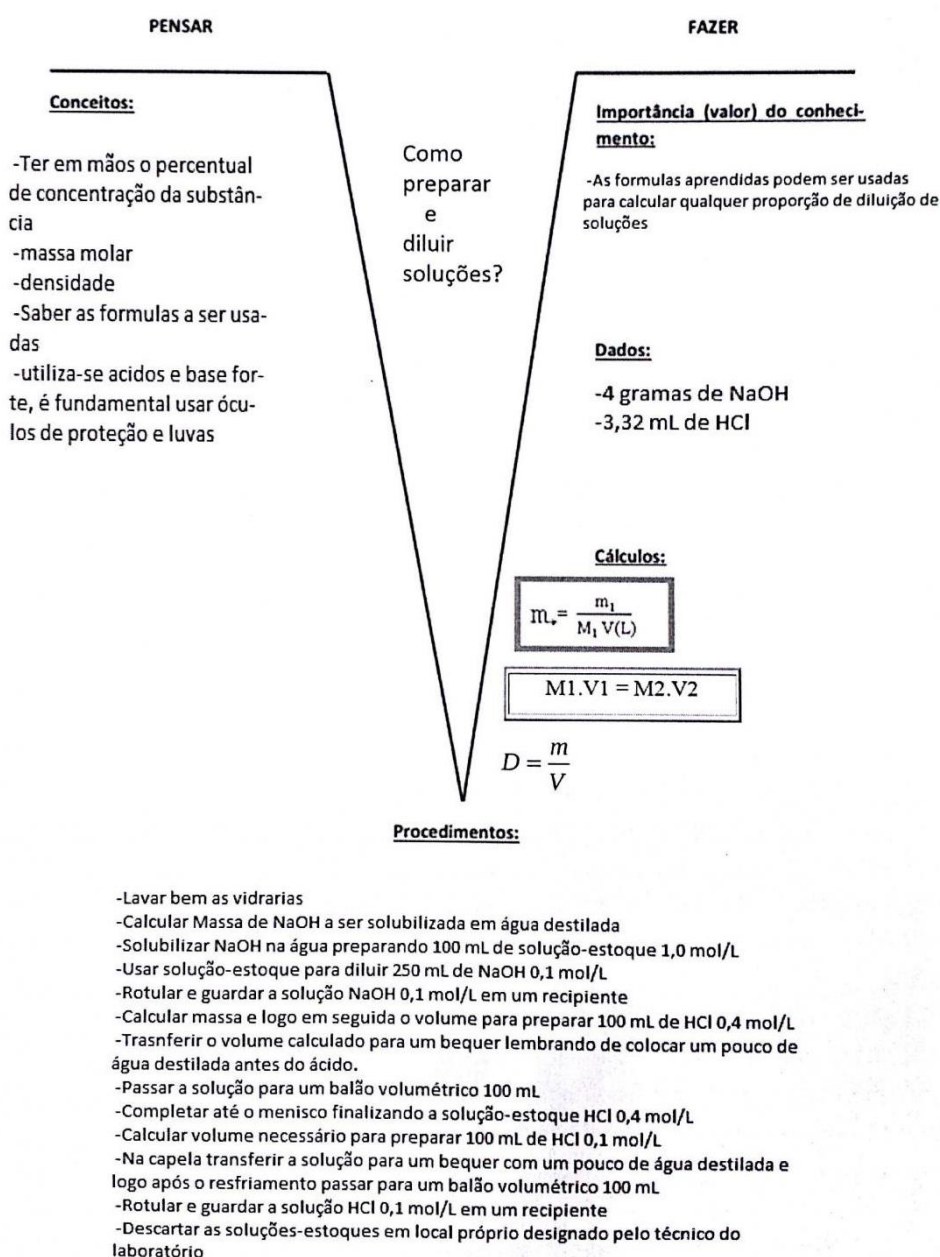 PENSAR
FAZER
Conceitos:
-Ter em mãos o percentual
de concentração da substân-
cia
-massa molar
-densidade
-Saber as formulas a ser usa-
das
-utiliza-se acidos e base for-
te, é fundamental usar ócu-
los de proteção e luvas
Como
preparar
e
diluir
soluções?
Importância (valor) do conheci-
mento:
-As formulas aprendidas podem ser usadas
para calcular qualquer proporção de diluição de
soluções
Dados:
-4 gramas de NaOH
-3,32 mL de HCl
Cálculos:
m = m₁ / M₁ V(L)
M1.V1 = M2.V2
D = m / V
Procedimentos:
-Lavar bem as vidrarias
-Calcular Massa de NaOH a ser solubilizada em água destilada
-Solubilizar NaOH na água preparando 100 mL de solução-estoque 1,0 mol/L
-Usar solução-estoque para diluir 250 mL de NaOH 0,1 mol/L
-Rotular e guardar a solução NaOH 0,1 mol/L em um recipiente
-Calcular massa e logo em seguida o volume para preparar 100 mL de HCl 0,4 mol/L
-Trasnferir o volume calculado para um bequer lembrando de colocar um pouco de
água destilada antes do ácido.
-Passar a solução para um balão volumétrico 100 mL
-Completar até o menisco finalizando a solução-estoque HCl 0,4 mol/L
-Calcular volume necessário para preparar 100 mL de HCl 0,1 mol/L
-Na capela transferir a solução para um bequer com um pouco de água destilada e
logo após o resfriamento passar para um balão volumétrico 100 mL
-Rotular e guardar a solução HCl 0,1 mol/L em um recipiente
-Descartar as soluções-estoques em local próprio designado pelo técnico do
laboratório